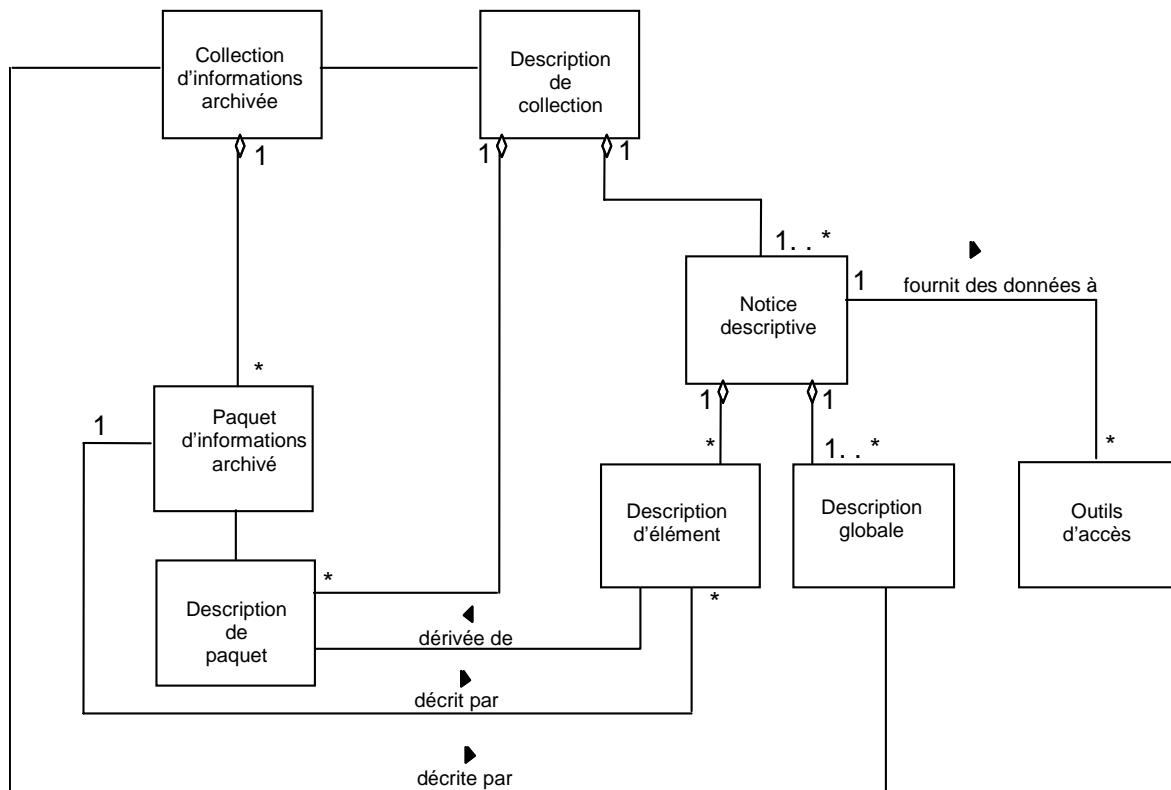 Collection
d'informations
archivée
Description
de
collection
1
1
1
1. . *
1
fournit des données à
Notice
descriptive
*
1
Paquet
d'informations
archivé
1
1
*
1. . *
*
Description
d'élément
Description
globale
Outils
d'accès
*
*
Description
de
paquet
dérivée de
décrit par
décrite par